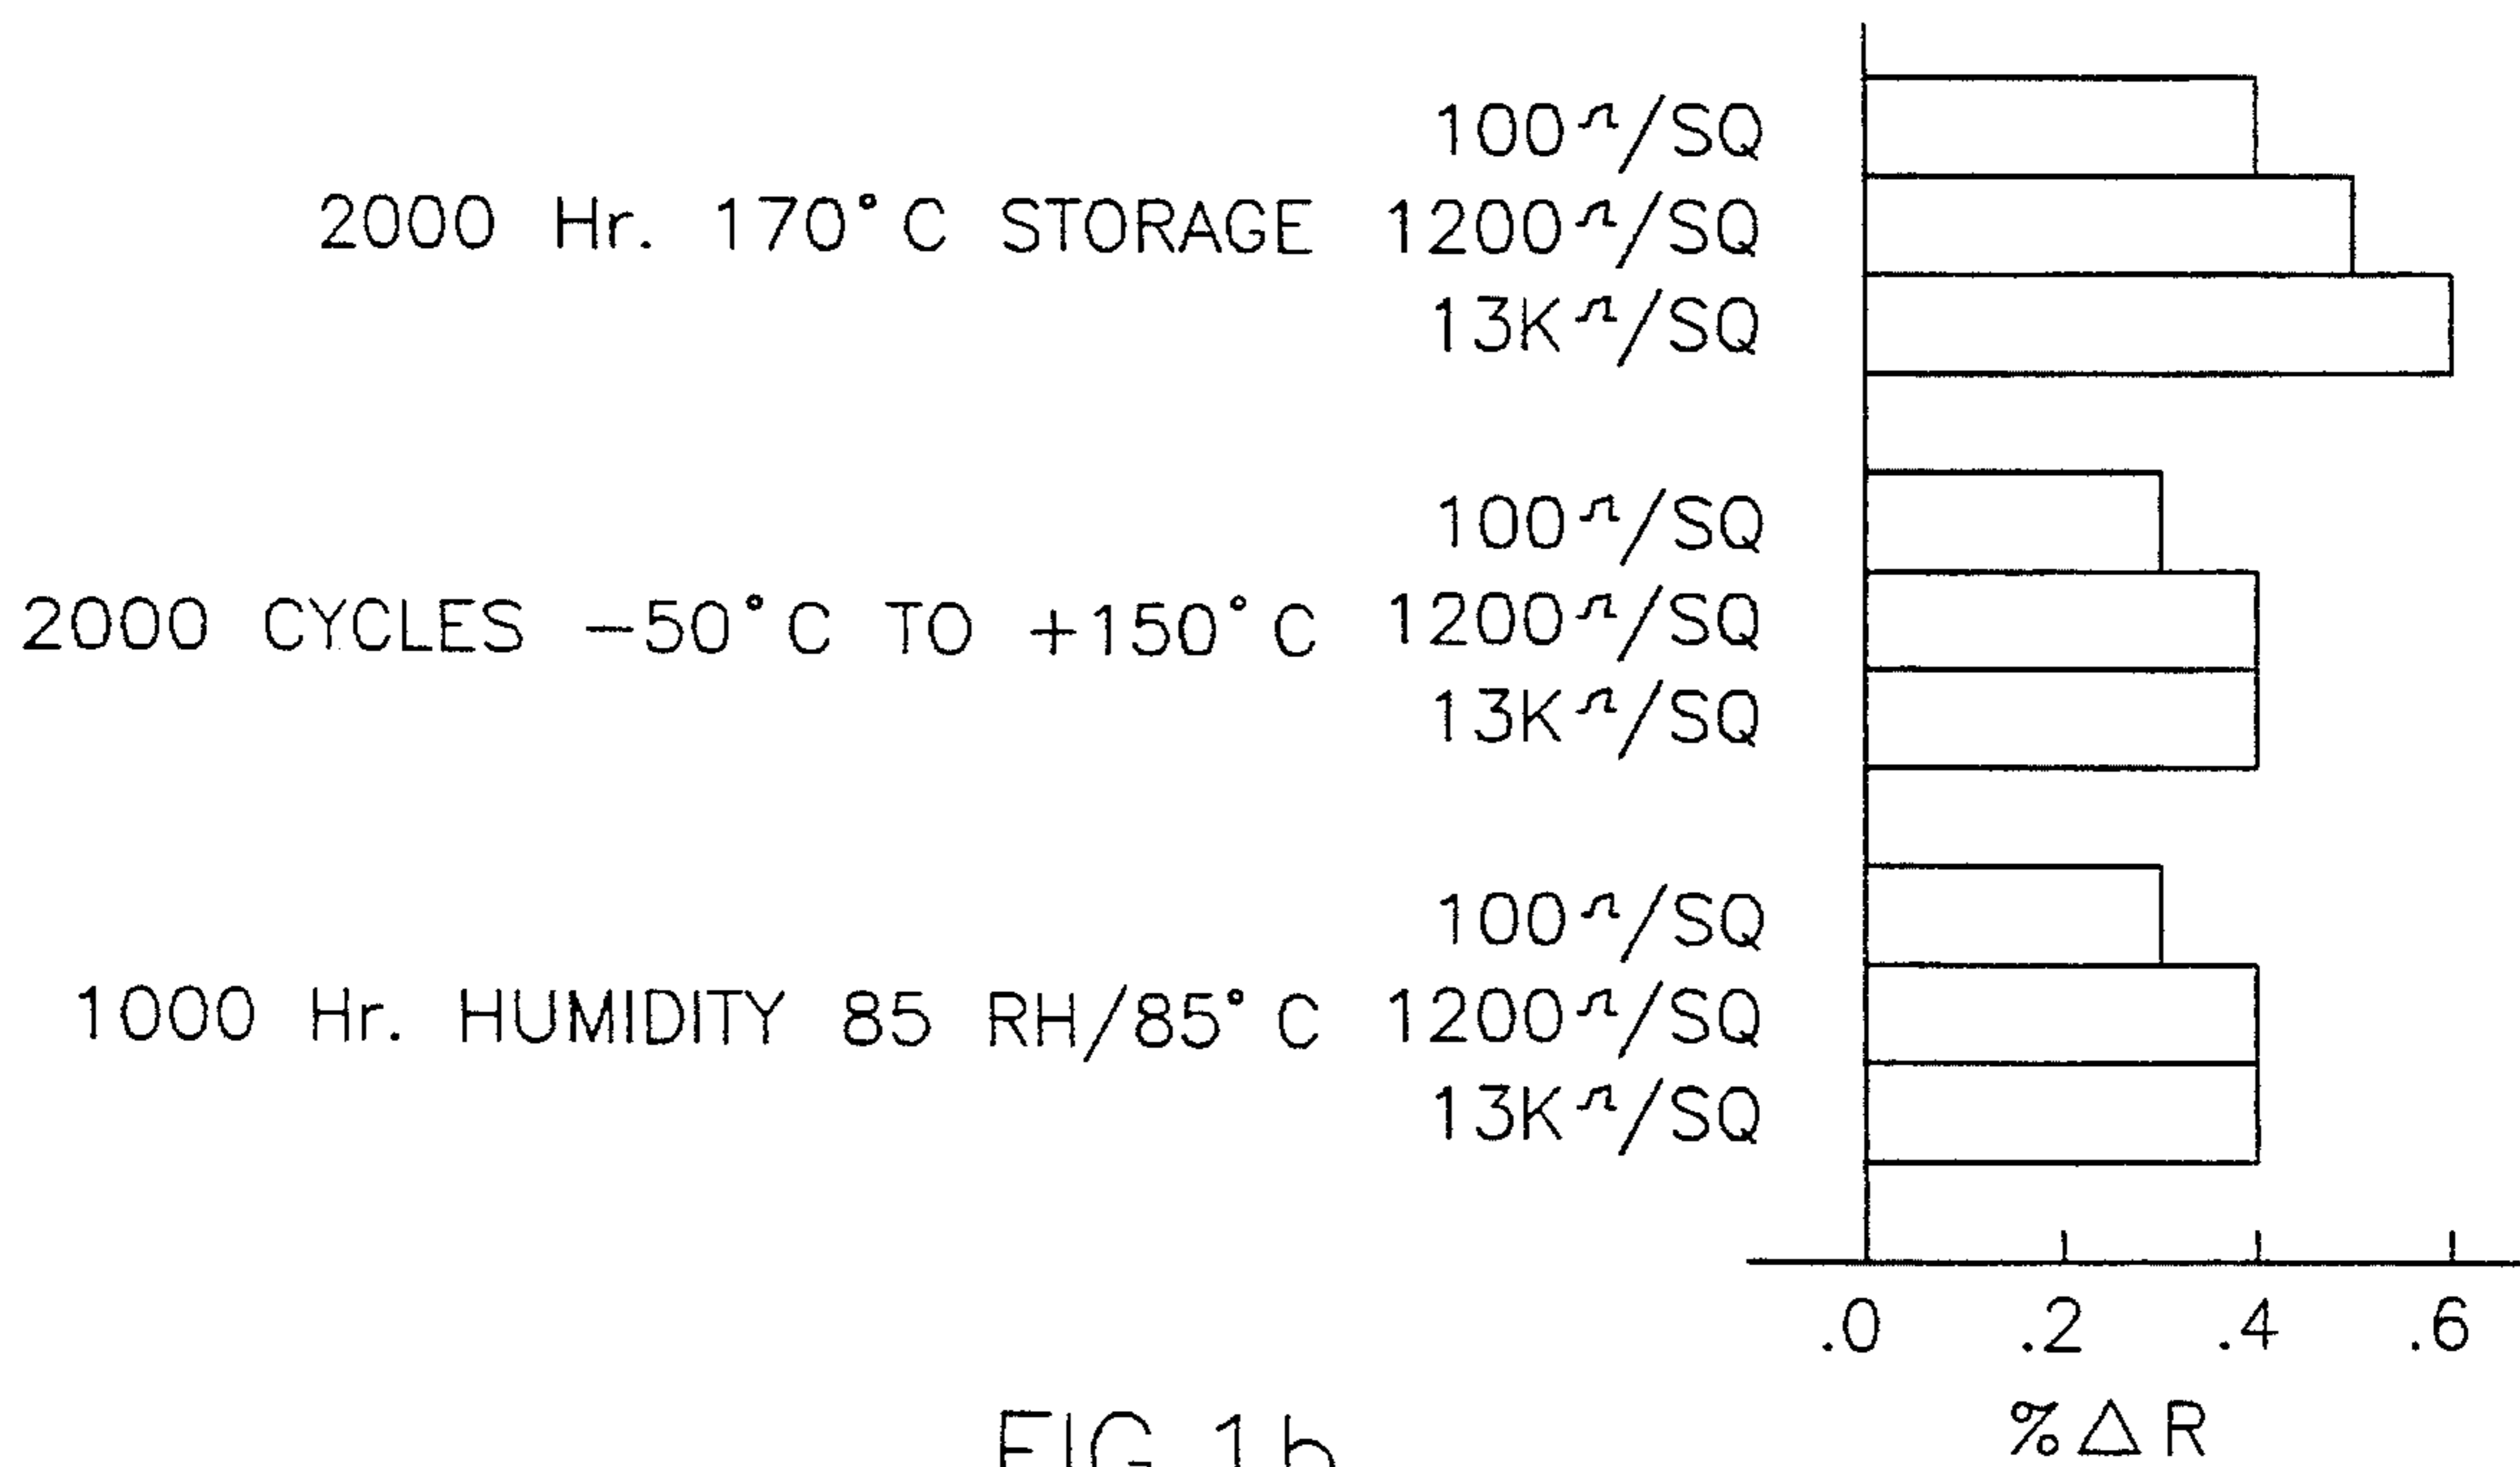 100Ω/SQ
2000 Hr. 170°C STORAGE 1200Ω/SQ
13KΩ/SQ
100Ω/SQ
2000 CYCLES -50°C TO +150°C 1200Ω/SQ
13KΩ/SQ
100Ω/SQ
1000 Hr. HUMIDITY 85 RH/85°C 1200Ω/SQ
13KΩ/SQ
.0 .2 .4 .6
%△R
FIG 1b